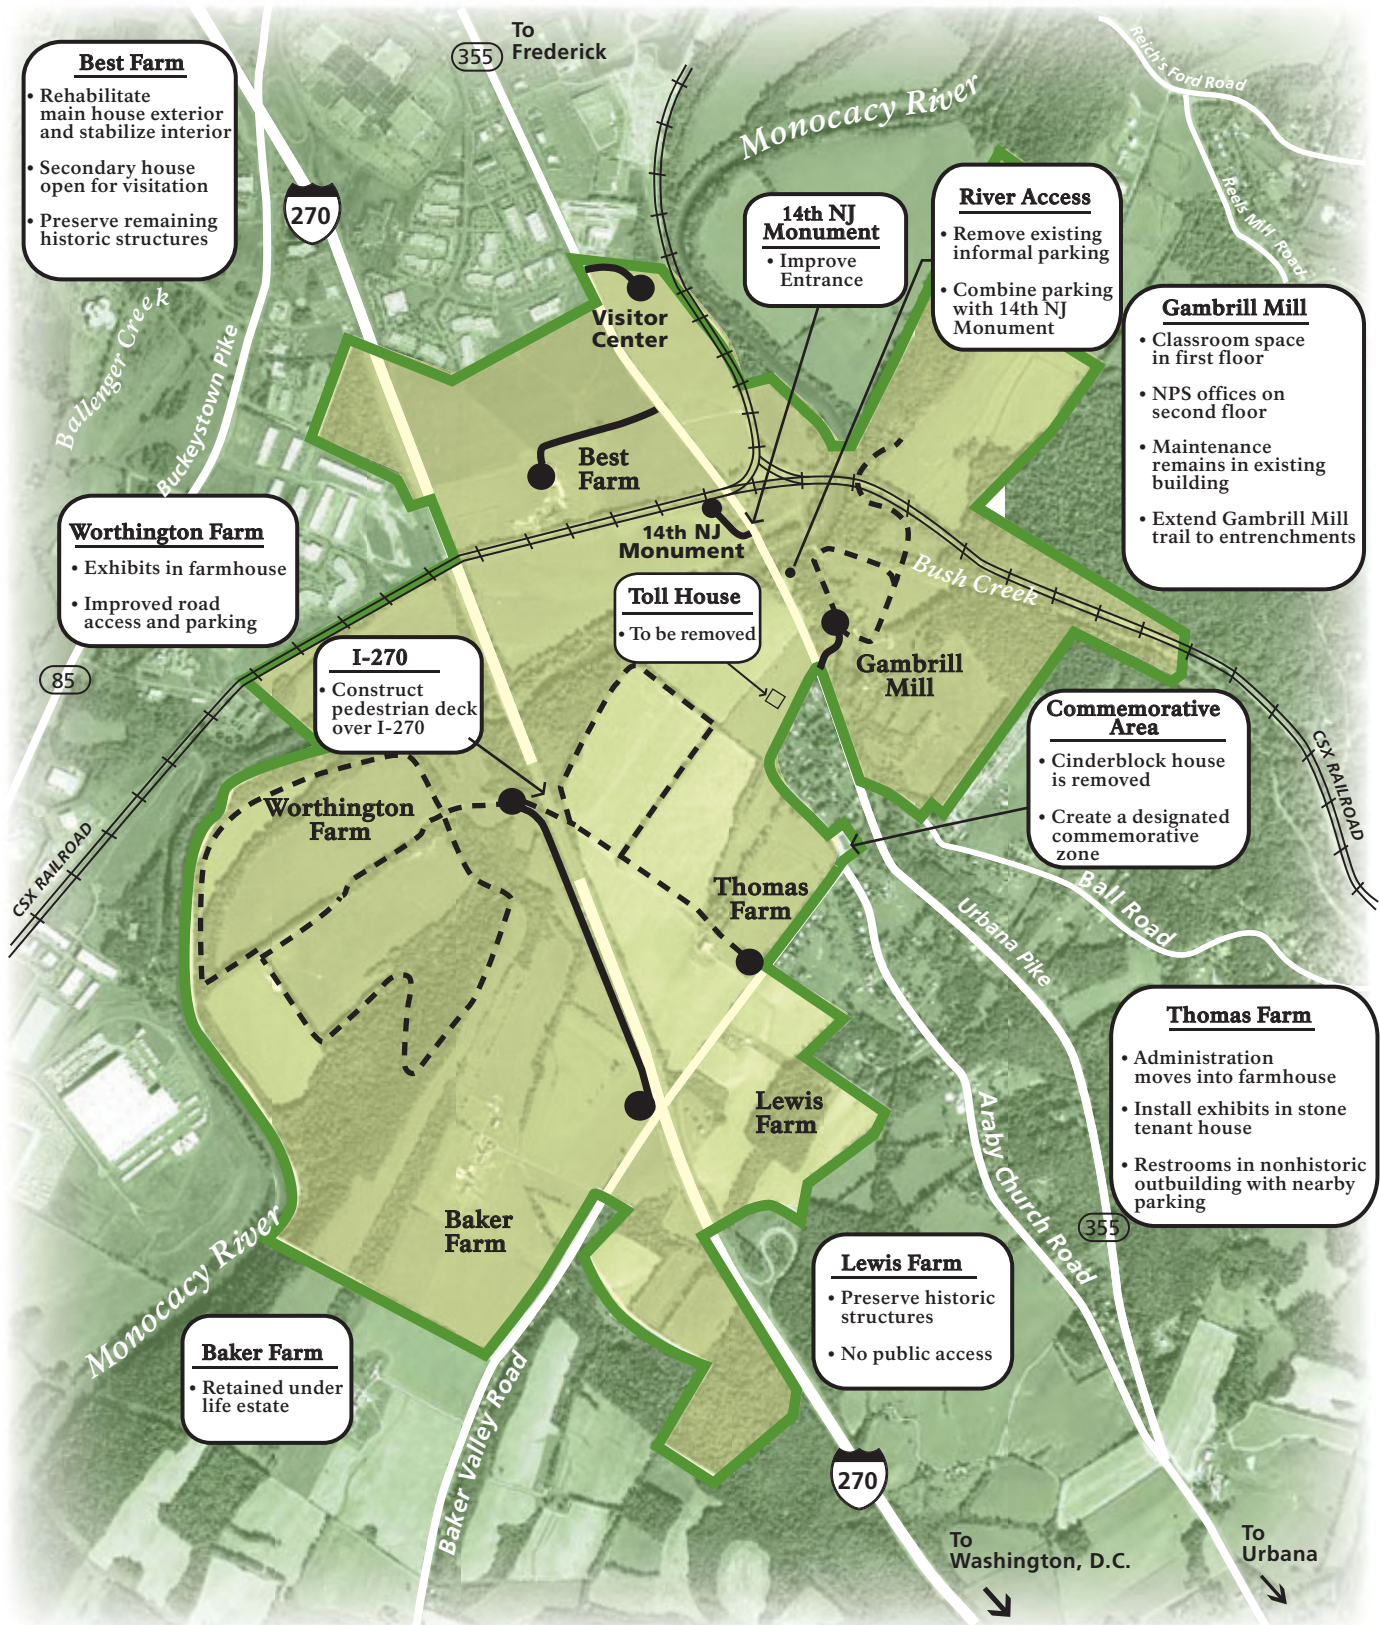 To
Frederick
355
Reich's Ford Road
Monocacy River
Best Farm
• Rehabilitate
main house exterior
and stabilize interior
• Secondary house
open for visitation
• Preserve remaining
historic structures
270
14th NJ
Monument
• Improve
Entrance
River Access
• Remove existing
informal parking
• Combine parking
with 14th NJ
Monument
Reels Mill Road
Gambrill Mill
• Classroom space
in first floor
• NPS offices on
second floor
• Maintenance
remains in existing
building
• Extend Gambrill Mill
trail to entrenchments
Ballenger Creek
Buckeystown Pike
Visitor
Center
Best
Farm
14th NJ
Monument
Worthington Farm
• Exhibits in farmhouse
• Improved road
access and parking
85
Toll House
• To be removed
Bush Creek
Gambrill
Mill
I-270
• Construct
pedestrian deck
over I-270
Commemorative
Area
• Cinderblock house
is removed
• Create a designated
commemorative
zone
CSX RAILROAD
Worthington
Farm
CSX RAILROAD
Thomas
Farm
Ball Road
Urbana Pike
Thomas Farm
• Administration
moves into farmhouse
• Install exhibits in stone
tenant house
• Restrooms in nonhistoric
outbuilding with nearby
parking
Lewis
Farm
Araby Church Road
355
Baker
Farm
Monocacy River
Lewis Farm
• Preserve historic
structures
• No public access
Baker Farm
• Retained under
life estate
Baker Valley Road
270
To
Washington, D.C.
To
Urbana